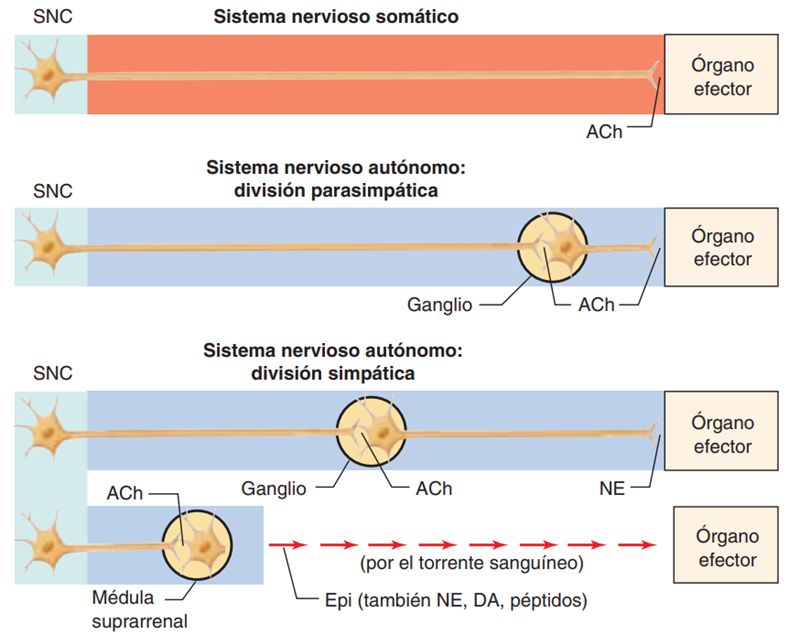 SNC
Sistema nervioso somático
Órgano
efector
ACh
Sistema nervioso autónomo:
división parasimpática
SNC
Órgano
efector
Ganglio
ACh
Sistema nervioso autónomo:
división simpática
SNC
Órgano
efector
Ganglio
ACh
NE
ACh
Órgano
efector
(por el torrente sanguíneo)
Médula
suprarrenal
Epi (también NE, DA, péptidos)